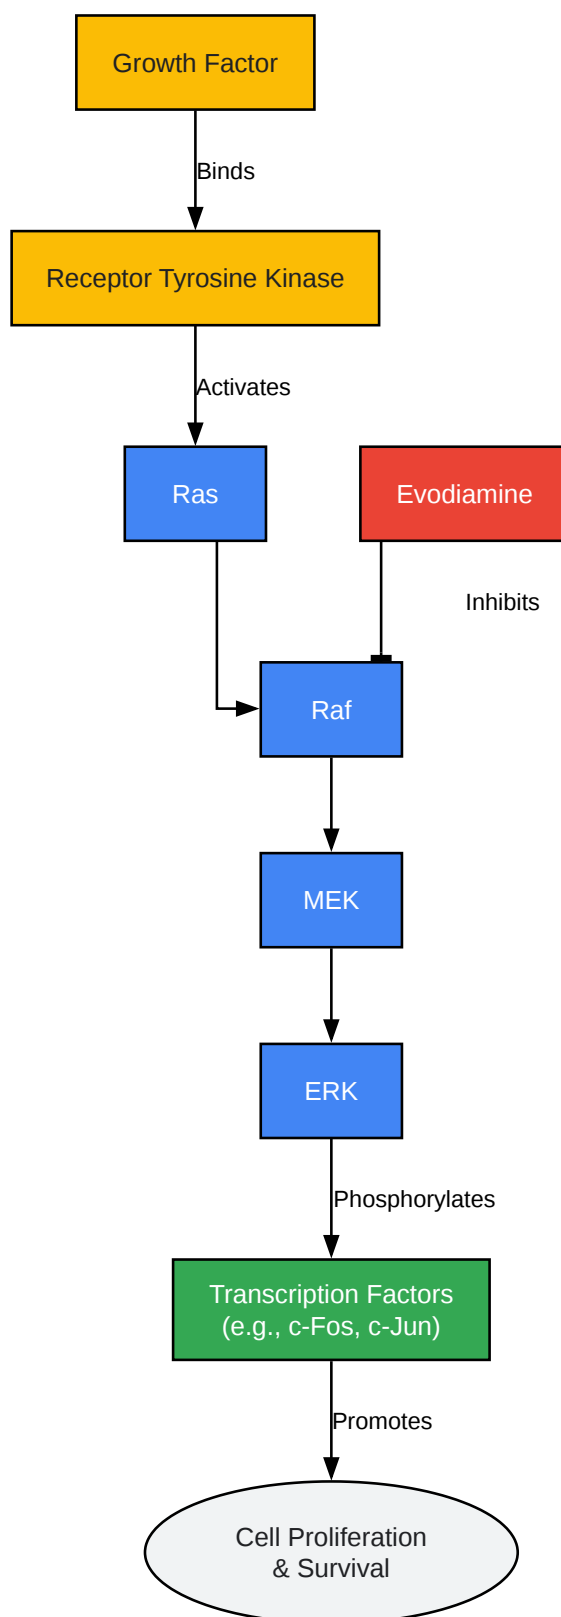 Growth Factor
Binds
Receptor Tyrosine Kinase
Activates
Ras
Evodiamine
Inhibits
Raf
MEK
ERK
Phosphorylates
Transcription Factors
(e.g., c-Fos, c-Jun)
Promotes
Cell Proliferation
& Survival